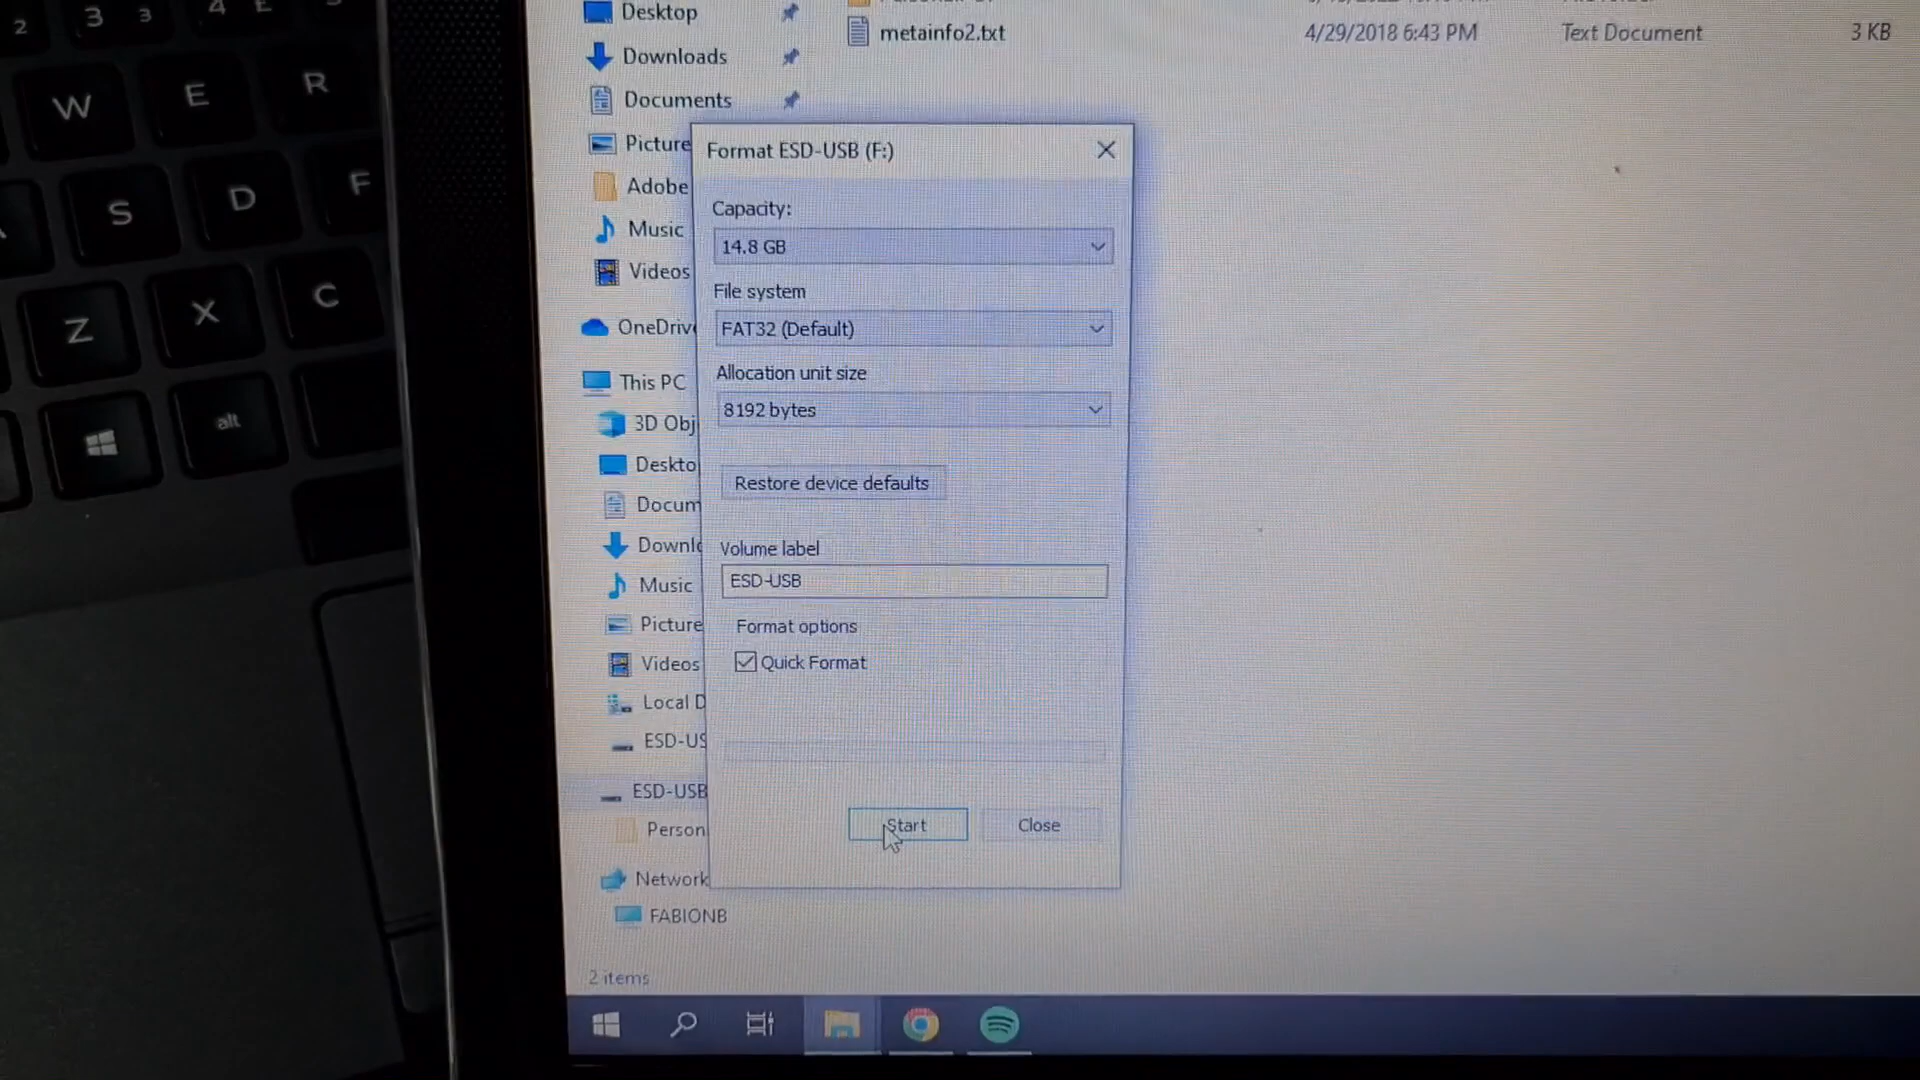 2
3
3
4
W
E
R
S
D
F
Z
X
C
alt
Desktop
metainfo2.txt
4/29/2018 6:43 PM
Text Document
3 KB
Downloads
Documents
Picture
Adobe
Music
Videos
OneDriv
This PC
3D Obj
Deskto
Docum
Downl
Music
Picture
Videos
Local D
ESD-US
ESD-USB
Person
Network
FABIONB
2 items
Format ESD-USB (F:)
Capacity:
14.8 GB
File system
FAT32 (Default)
Allocation unit size
8192 bytes
Restore device defaults
Volume label
ESD-USB
Format options
Quick Format
Start
Close